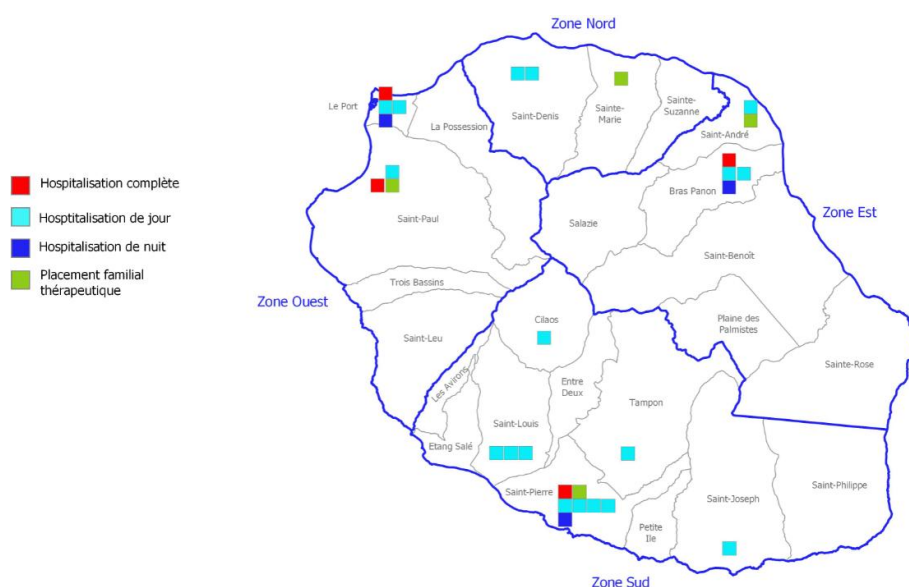 Zone Nord
Le Port
La Possession
Saint-Denis
Sainte-
Marie
Sainte-
Suzanne
Saint-André
Hospitalisation complète
Hosptitalisation de jour
Hospitalisation de nuit
Placement familial
thérapeutique
Bras Panon
Saint-Paul
Salazie
Zone Est
Saint-Benoît
Trois Bassins
Zone Ouest
Cilaos
Plaine des
Palmistes
Saint-Leu
Sainte-Rose
Les Avirons
Entre
Deux
Tampon
Saint-Louis
Etang Salé
Saint-Pierre
Saint-Joseph
Saint-Philippe
Petite
Ile
Zone Sud